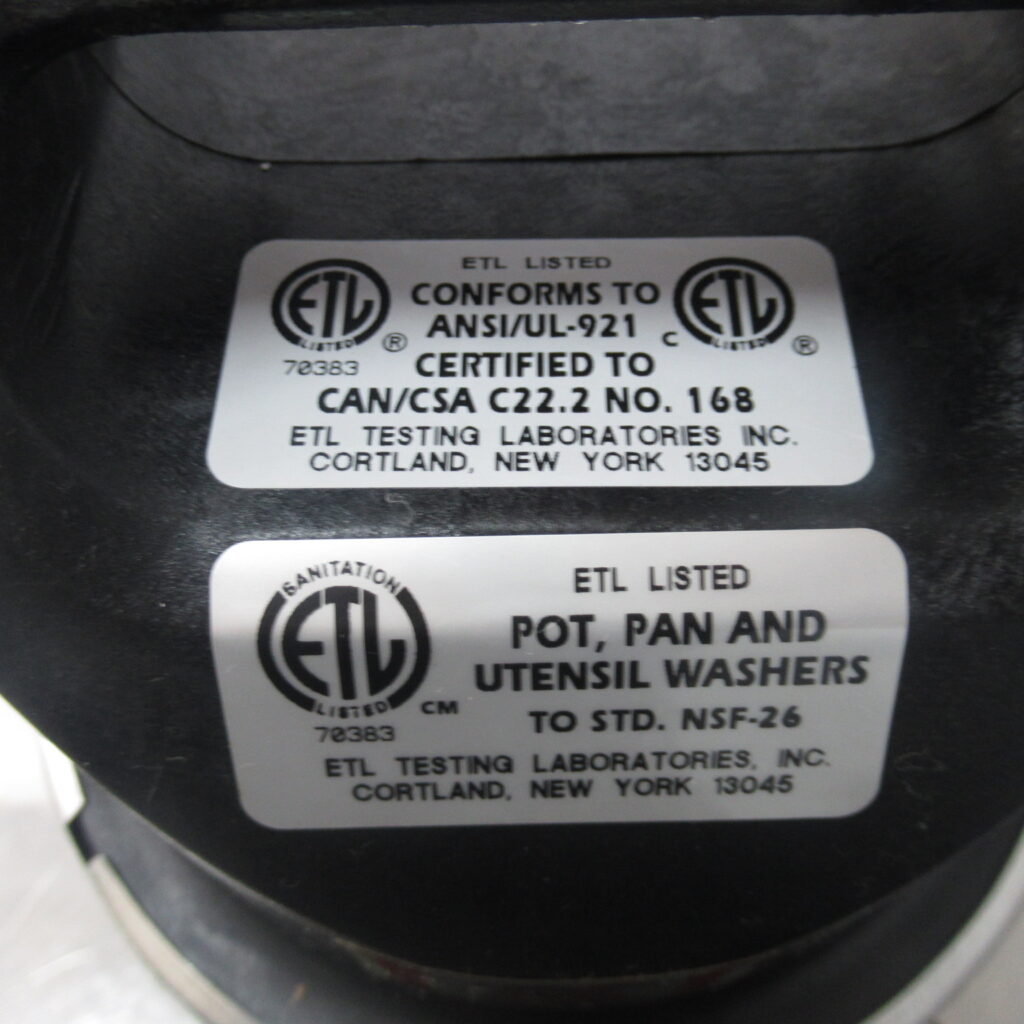 ETL LISTED
ETL LISTED ® 70383
CONFORMS TO
ANSI/UL-921
C ETL LISTED ®
CERTIFIED TO
CAN/CSA C22.2 NO. 168
ETL TESTING LABORATORIES INC.
CORTLAND, NEW YORK 13045
SANITATION
ETL
LISTED CM
70383
ETL LISTED
POT, PAN AND
UTENSIL WASHERS
TO STD. NSF-26
ETL TESTING LABORATORIES, INC.
CORTLAND, NEW YORK 13045